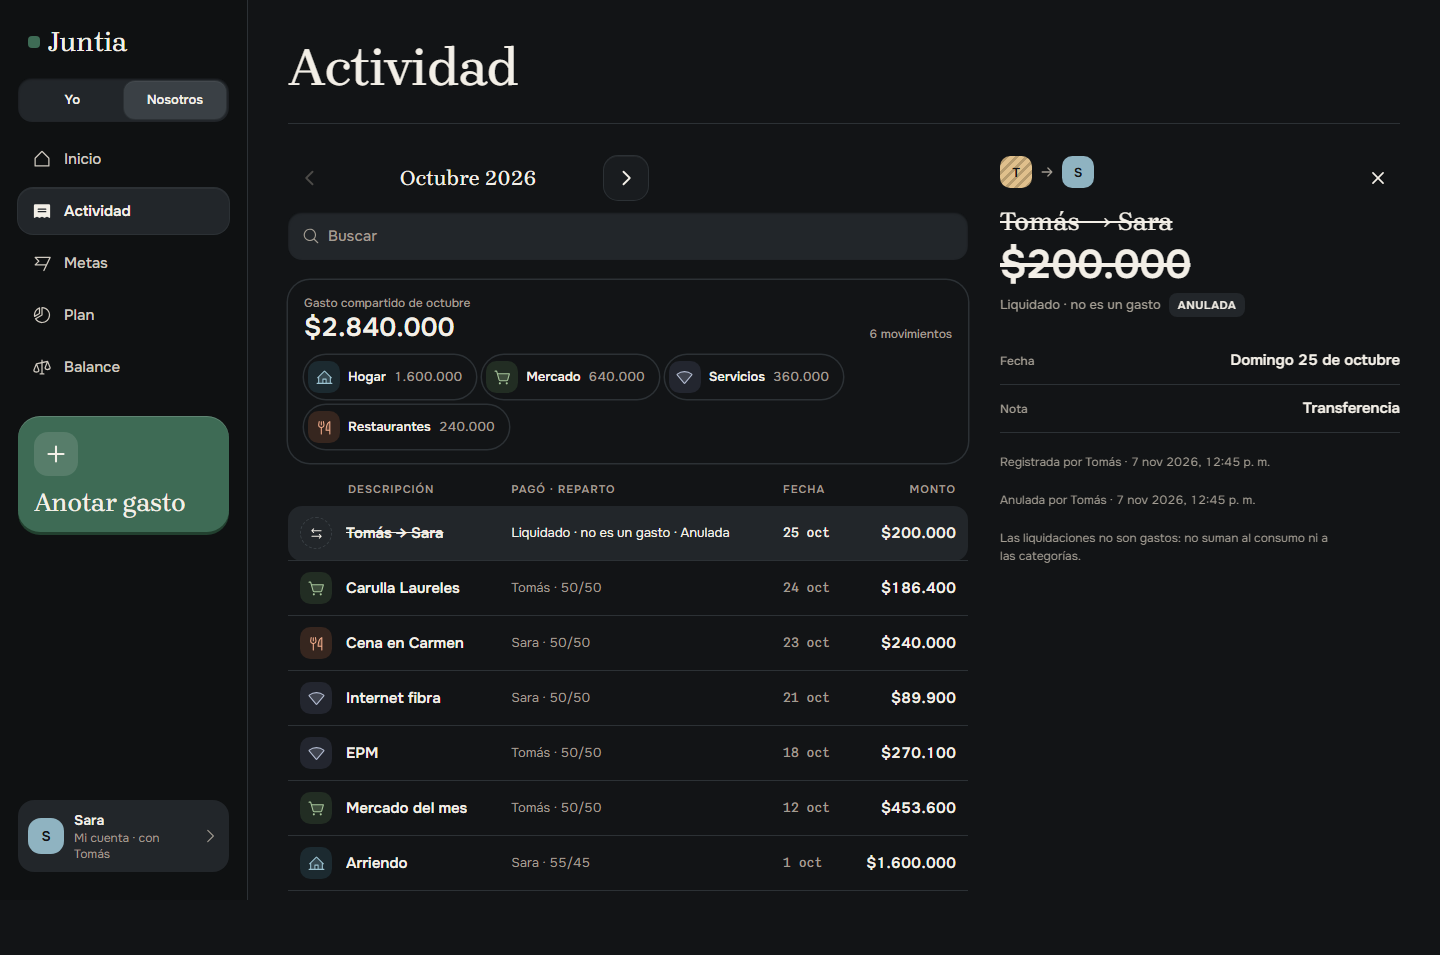 Juntia
Yo
Nosotros
Inicio
Actividad
Metas
Plan
Balance
Anotar gasto
S
Sara
Mi cuenta · con
Tomás
Actividad
Octubre 2026
Buscar
Gasto compartido de octubre
$2.840.000
6 movimientos
Hogar 1.600.000
Mercado 640.000
Servicios 360.000
Restaurantes 240.000
DESCRIPCIÓN PAGÓ · REPARTO FECHA MONTO
Tomás → Sara Liquidado · no es un gasto · Anulada 25 oct $200.000
Carulla Laureles Tomás · 50/50 24 oct $186.400
Cena en Carmen Sara · 50/50 23 oct $240.000
Internet fibra Sara · 50/50 21 oct $89.900
EPM Tomás · 50/50 18 oct $270.100
Mercado del mes Tomás · 50/50 12 oct $453.600
Arriendo Sara · 55/45 1 oct $1.600.000
T → S
Tomás → Sara
$200.000
Liquidado · no es un gasto ANULADA
Fecha Domingo 25 de octubre
Nota Transferencia
Registrada por Tomás · 7 nov 2026, 12:45 p. m.
Anulada por Tomás · 7 nov 2026, 12:45 p. m.
Las liquidaciones no son gastos: no suman al consumo ni a
las categorías.